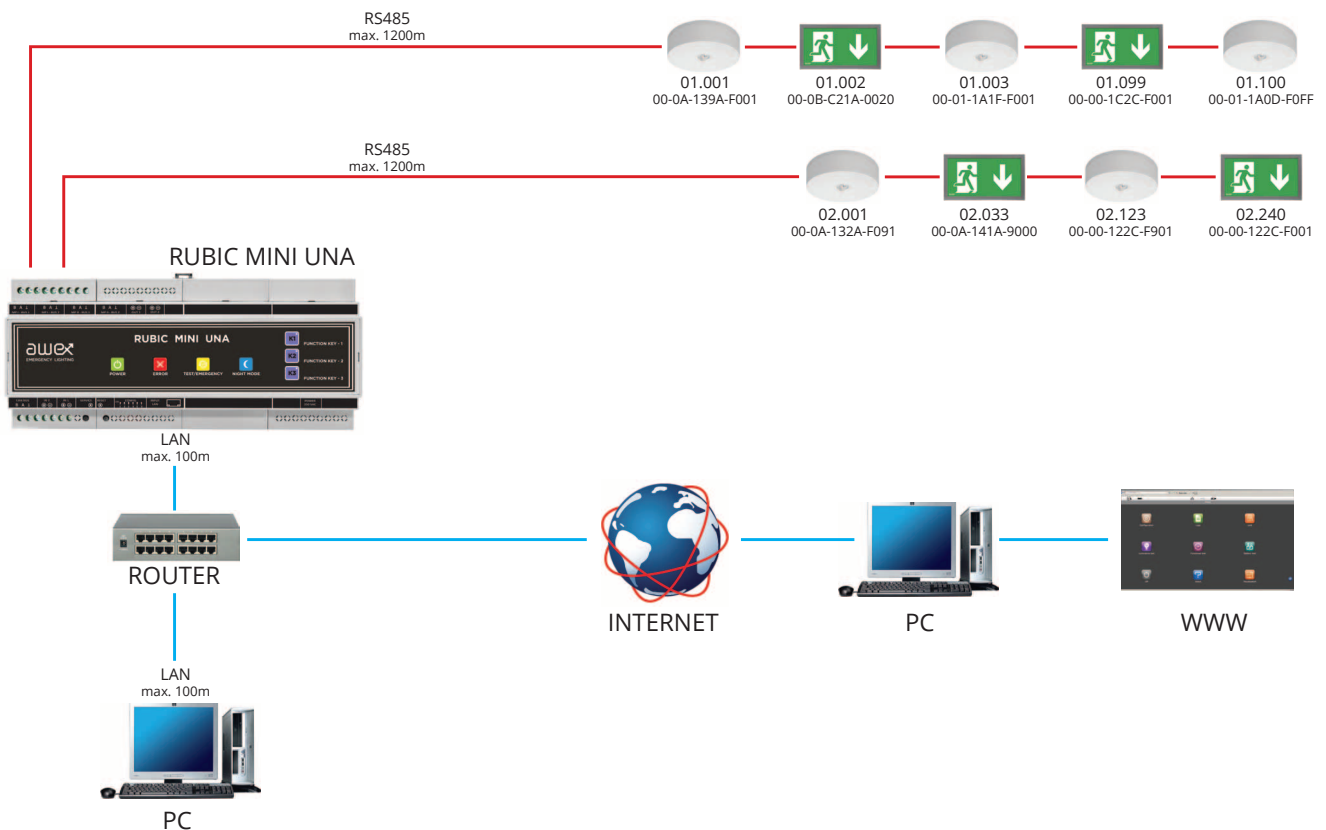 RS485
max. 1200m
01.001
00-0A-139A-F001
01.002
00-0B-C21A-0020
01.003
00-01-1A1F-F001
01.099
00-00-1C2C-F001
01.100
00-01-1A0D-F0FF
RS485
max. 1200m
02.001
00-0A-132A-F091
02.033
00-0A-141A-9000
02.123
00-00-122C-F901
02.240
00-00-122C-F001
RUBIC MINI UNA
awex
EMERGENCY LIGHTING
RUBIC MINI UNA
POWER
ERROR
TEST/EMERGENCY
NIGHT MODE
K1
FUNCTION KEY - 1
K2
FUNCTION KEY - 2
K3
FUNCTION KEY - 3
LAN
max. 100m
ROUTER
INTERNET
PC
WWW
LAN
max. 100m
PC